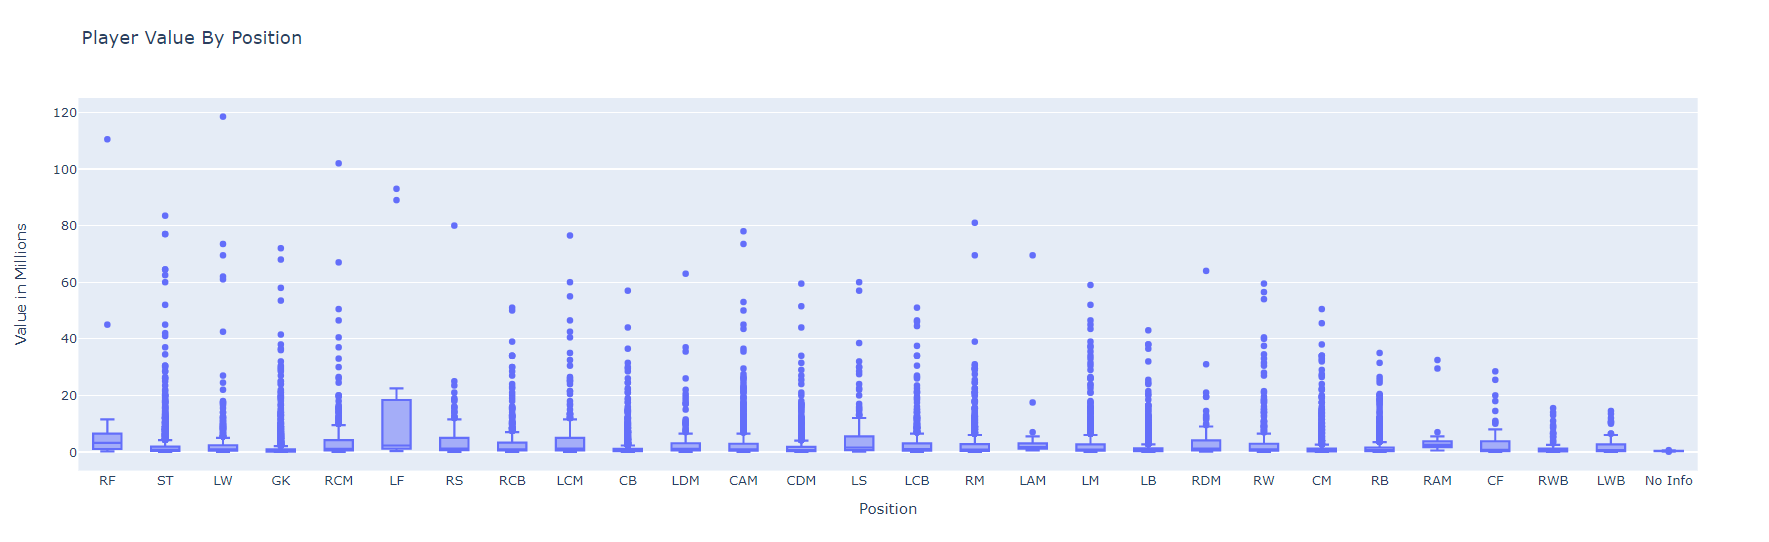 Player Value By Position
120
100
80
60
40
20
0
Value in Millions
RF ST LW GK RCM LF RS RCB LCM CB LDM CAM CDM LS LCB RM LAM LM LB RDM RW CM RB RAM CF RWB LWB No Info
Position